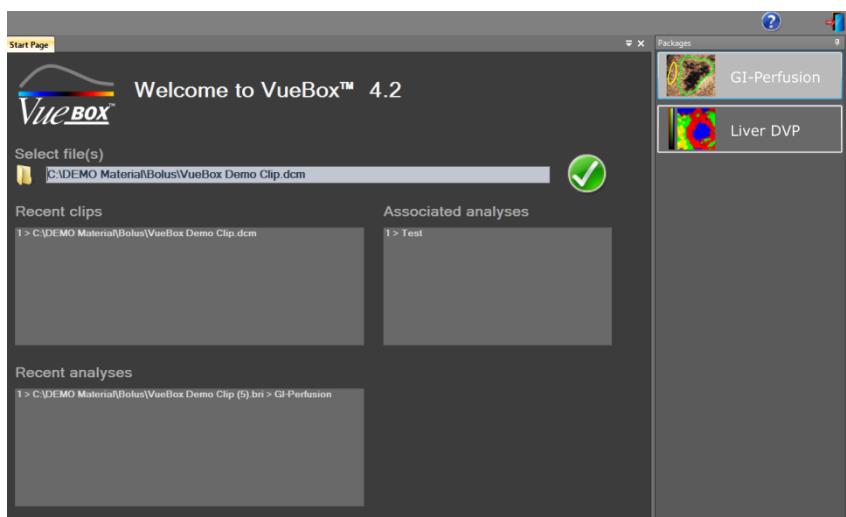 Start Page
Packages
VUEBOX™
Welcome to VueBox™ 4.2
GI-Perfusion
Liver DVP
Select file(s)
C:\DEMO Material\Bolus\VueBox Demo Clip.dcm
Recent clips
Associated analyses
1 > C:\DEMO Material\Bolus\VueBox Demo Clip.dcm
1 > Test
Recent analyses
1 > C:\DEMO Material\Bolus\VueBox Demo Clip (5).bri > GI-Perfusion